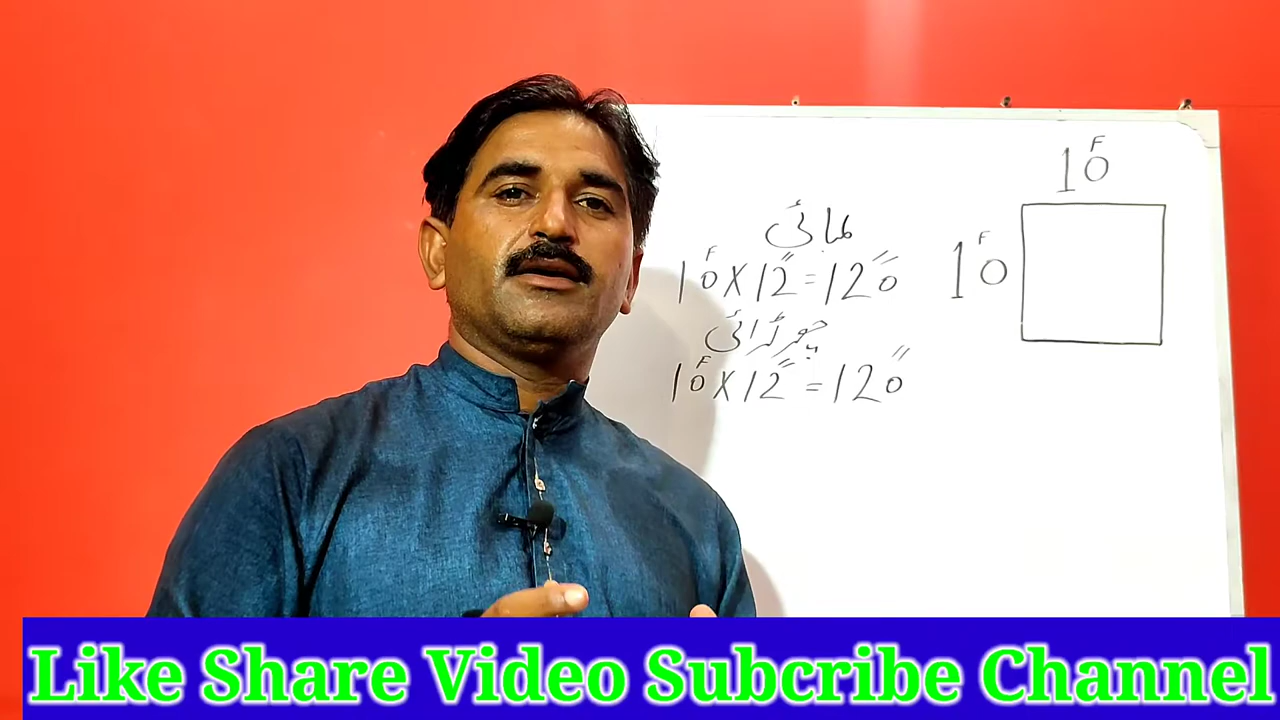 لمبائی
10F X 12" = 120"
چوڑائی
10F X 12" = 120"
10F
10F
Like Share Video Subcribe Channel